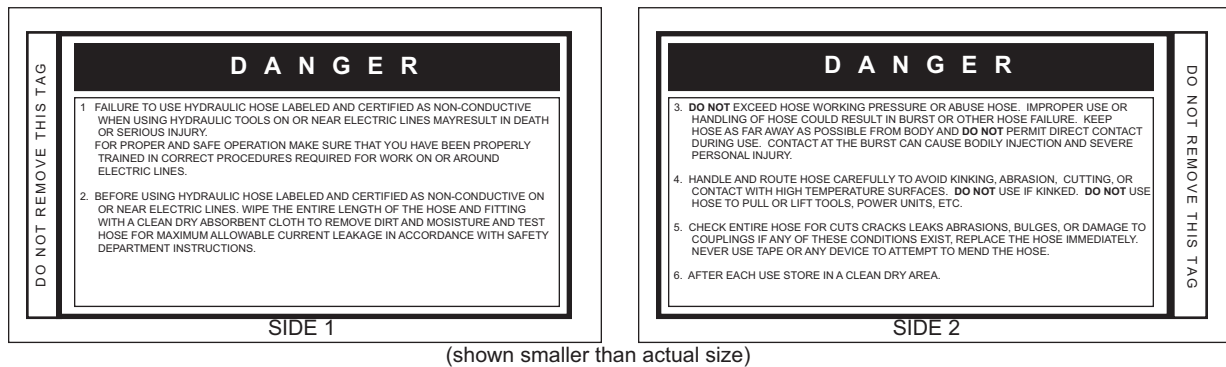 DO NOT REMOVE THIS TAG
D A N G E R
1 FAILURE TO USE HYDRAULIC HOSE LABELED AND CERTIFIED AS NON-CONDUCTIVE
WHEN USING HYDRAULIC TOOLS ON OR NEAR ELECTRIC LINES MAYRESULT IN DEATH
OR SERIOUS INJURY.
FOR PROPER AND SAFE OPERATION MAKE SURE THAT YOU HAVE BEEN PROPERLY
TRAINED IN CORRECT PROCEDURES REQUIRED FOR WORK ON OR AROUND
ELECTRIC LINES.
2. BEFORE USING HYDRAULIC HOSE LABELED AND CERTIFIED AS NON-CONDUCTIVE ON
OR NEAR ELECTRIC LINES. WIPE THE ENTIRE LENGTH OF THE HOSE AND FITTING
WITH A CLEAN DRY ABSORBENT CLOTH TO REMOVE DIRT AND MOSISTURE AND TEST
HOSE FOR MAXIMUM ALLOWABLE CURRENT LEAKAGE IN ACCORDANCE WITH SAFETY
DEPARTMENT INSTRUCTIONS.
SIDE 1
D A N G E R
3. DO NOT EXCEED HOSE WORKING PRESSURE OR ABUSE HOSE. IMPROPER USE OR
HANDLING OF HOSE COULD RESULT IN BURST OR OTHER HOSE FAILURE. KEEP
HOSE AS FAR AWAY AS POSSIBLE FROM BODY AND DO NOT PERMIT DIRECT CONTACT
DURING USE. CONTACT AT THE BURST CAN CAUSE BODILY INJECTION AND SEVERE
PERSONAL INJURY.
4. HANDLE AND ROUTE HOSE CAREFULLY TO AVOID KINKING, ABRASION, CUTTING, OR
CONTACT WITH HIGH TEMPERATURE SURFACES. DO NOT USE IF KINKED. DO NOT USE
HOSE TO PULL OR LIFT TOOLS, POWER UNITS, ETC.
5. CHECK ENTIRE HOSE FOR CUTS CRACKS LEAKS ABRASIONS, BULGES, OR DAMAGE TO
COUPLINGS IF ANY OF THESE CONDITIONS EXIST, REPLACE THE HOSE IMMEDIATELY.
NEVER USE TAPE OR ANY DEVICE TO ATTEMPT TO MEND THE HOSE.
6. AFTER EACH USE STORE IN A CLEAN DRY AREA.
DO NOT REMOVE THIS TAG
SIDE 2
(shown smaller than actual size)